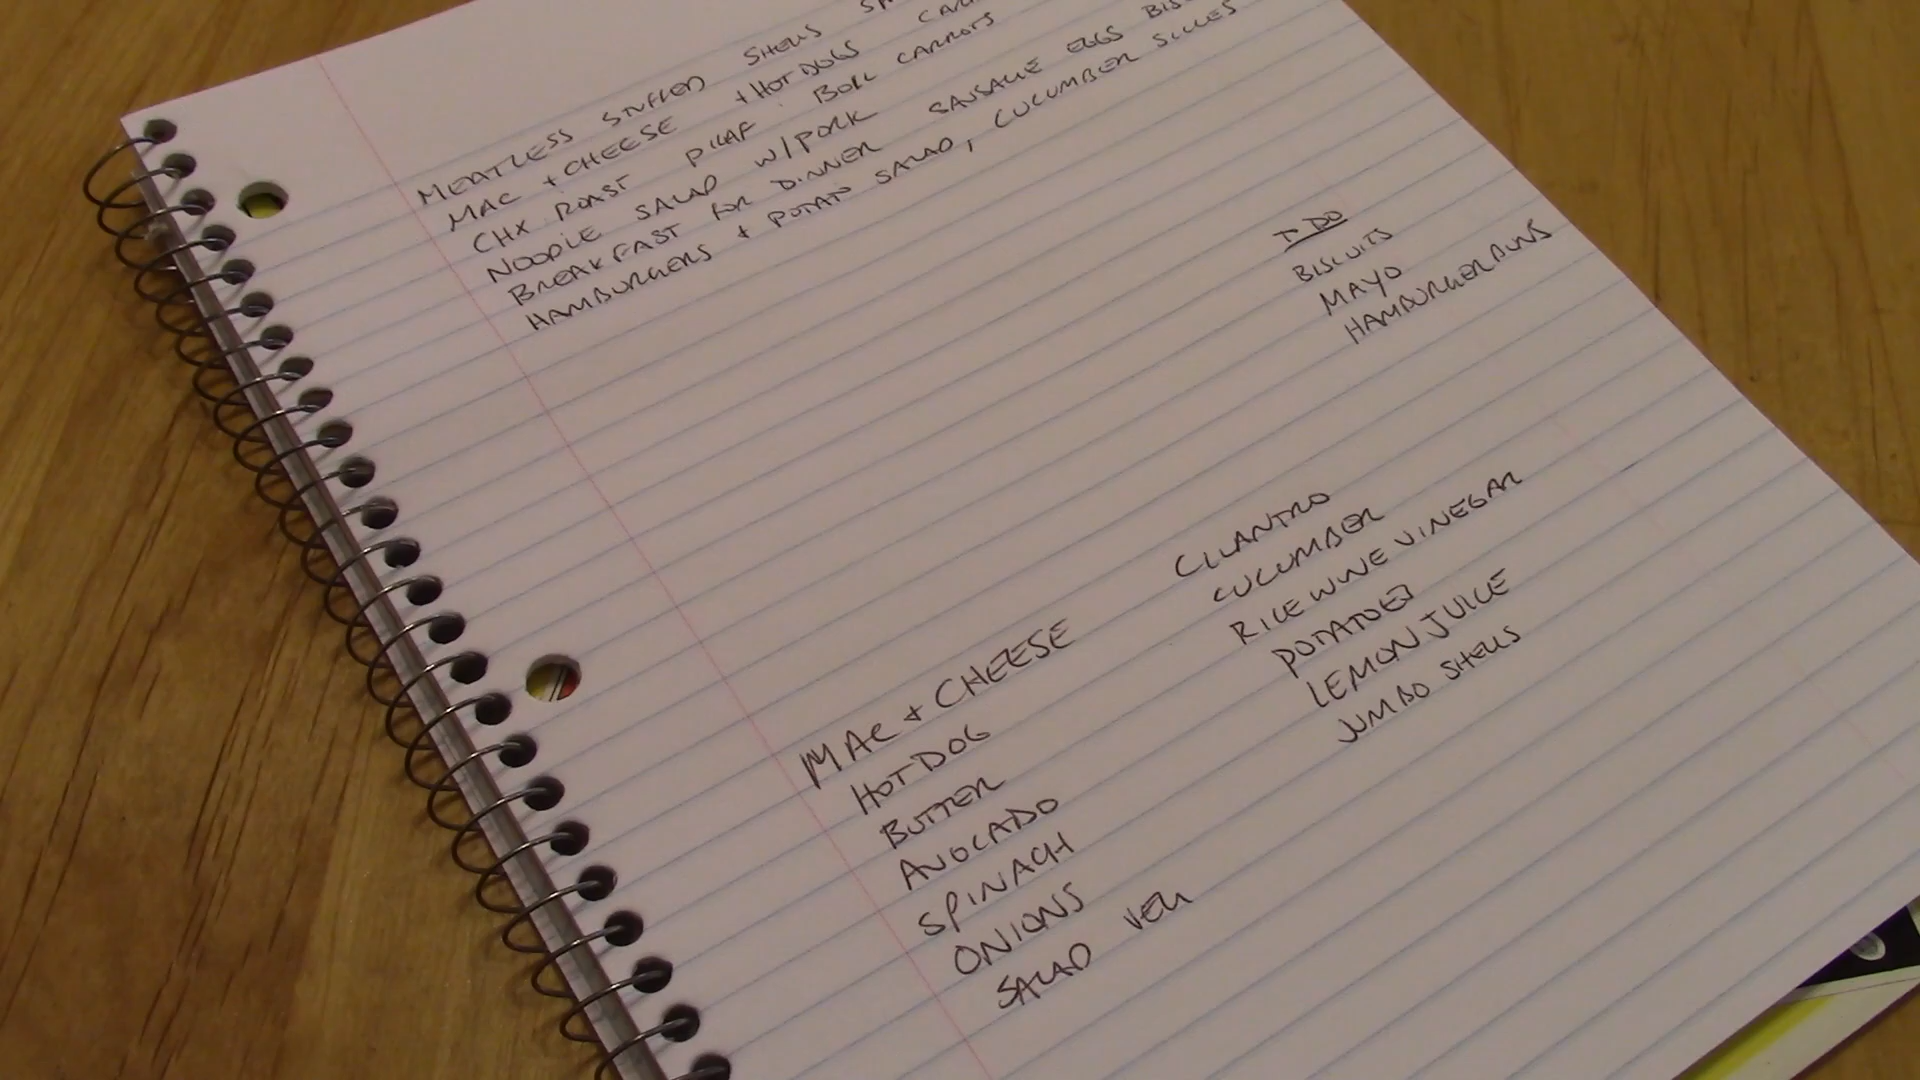 MEATLESS STUFFED SHELLS
MAC + CHEESE + HOT DOGS
CHX ROAST PILAF BOIL CARROTS
NOODLE SALAD W/PORK
BREAKFAST FOR DINNER SAUSAGE EGGS
HAMBURGERS + POTATO SALAD, CUCUMBER SLICES
TO DO
BISCUITS
MAYO
HAMBURGER BUNS
MAC + CHEESE
HOT DOG
BUTTER
AVOCADO
SPINACH
ONIONS
SALAD VEG
CILANTRO
CUCUMBER
RICE WINE VINEGAR
POTATOES
LEMON JUICE
JUMBO SHELLS